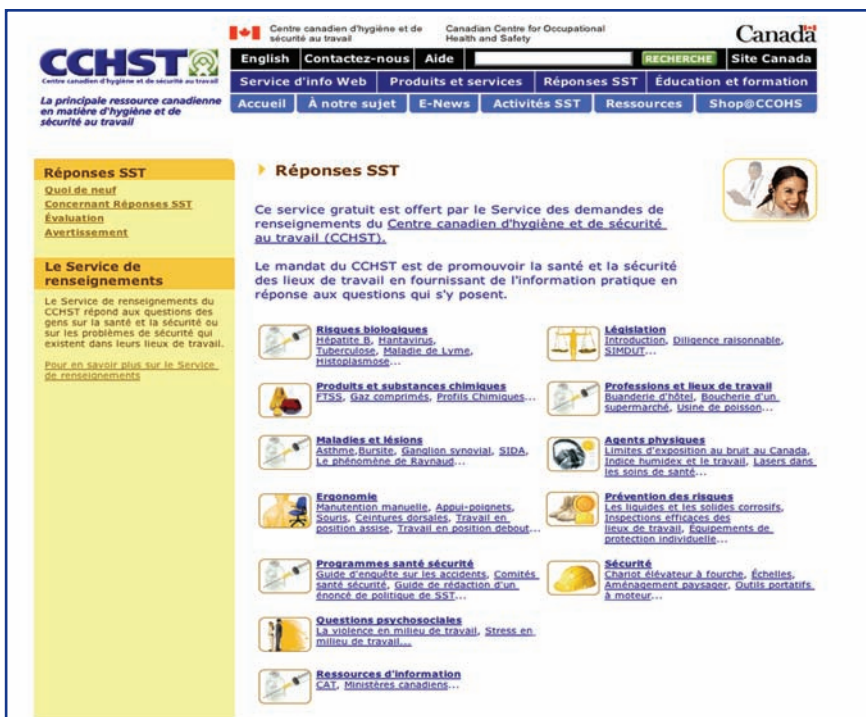 Centre canadien d'hygiène et de sécurité au travail
Canadian Centre for Occupational Health and Safety
Canada
CCHST
Centre canadien d'hygiène et de sécurité au travail
La principale ressource canadienne
en matière d'hygiène et de
sécurité au travail
English Contactez-nous Aide RECHERCHE Site Canada
Service d'info Web Produits et services Réponses SST Éducation et formation
Accueil À notre sujet E-News Activités SST Ressources Shop@CCOHS
Réponses SST
Quoi de neuf
Concernant Réponses SST
Évaluation
Avertissement
Le Service de
renseignements
Le Service de renseignements du
CCHST répond aux questions des
gens sur la santé et la sécurité ou
sur les problèmes de sécurité qui
existent dans leurs lieux de travail.
Pour en savoir plus sur le Service
de renseignements
Réponses SST
Ce service gratuit est offert par le Service des demandes de
renseignements du Centre canadien d'hygiène et de sécurité
au travail (CCHST).
Le mandat du CCHST est de promouvoir la santé et la sécurité
des lieux de travail en fournissant de l'information pratique en
réponse aux questions qui s'y posent.
Risques biologiques
Hépatite B, Hantavirus,
Tuberculose, Maladie de Lyme,
Histoplasmose...
Législation
Introduction, Diligence raisonnable,
SIMDUT...
Produits et substances chimiques
FTSS, Gaz comprimés, Profils Chimiques...
Professions et lieux de travail
Buanderie d'hôtel, Boucherie d'un
supermarché, Usine de poisson...
Maladies et lésions
Asthme,Bursite, Ganglion synovial, SIDA,
Le phénomène de Raynaud...
Agents physiques
Limites d'exposition au bruit au Canada,
Indice humidex et le travail, Lasers dans
les soins de santé...
Ergonomie
Manutention manuelle, Appui-poignets,
Souris, Ceintures dorsales, Travail en
position assise, Travail en position debout...
Prévention des risques
Les liquides et les solides corrosifs,
Inspections efficaces des
lieux de travail, Équipements de
protection individuelle...
Programmes santé sécurité
Guide d'enquête sur les accidents, Comités
santé sécurité, Guide de rédaction d'un
énoncé de politique de SST...
Sécurité
Chariot élévateur à fourche, Échelles,
Aménagement paysager, Outils portatifs
à moteur...
Questions psychosociales
La violence en milieu de travail, Stress en
milieu de travail...
Ressources d'information
CAT, Ministères canadiens...